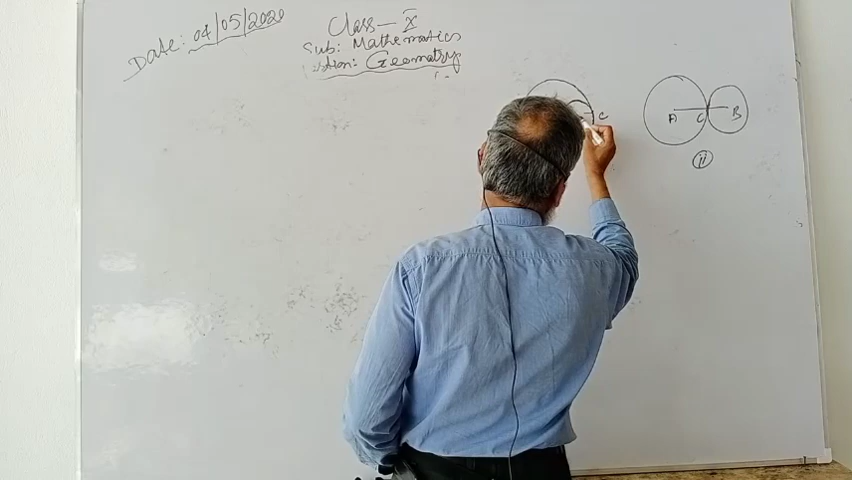 Date: 04/05/2020
Class - X
Sub: Mathematics
Geometry
C
A C B
ii